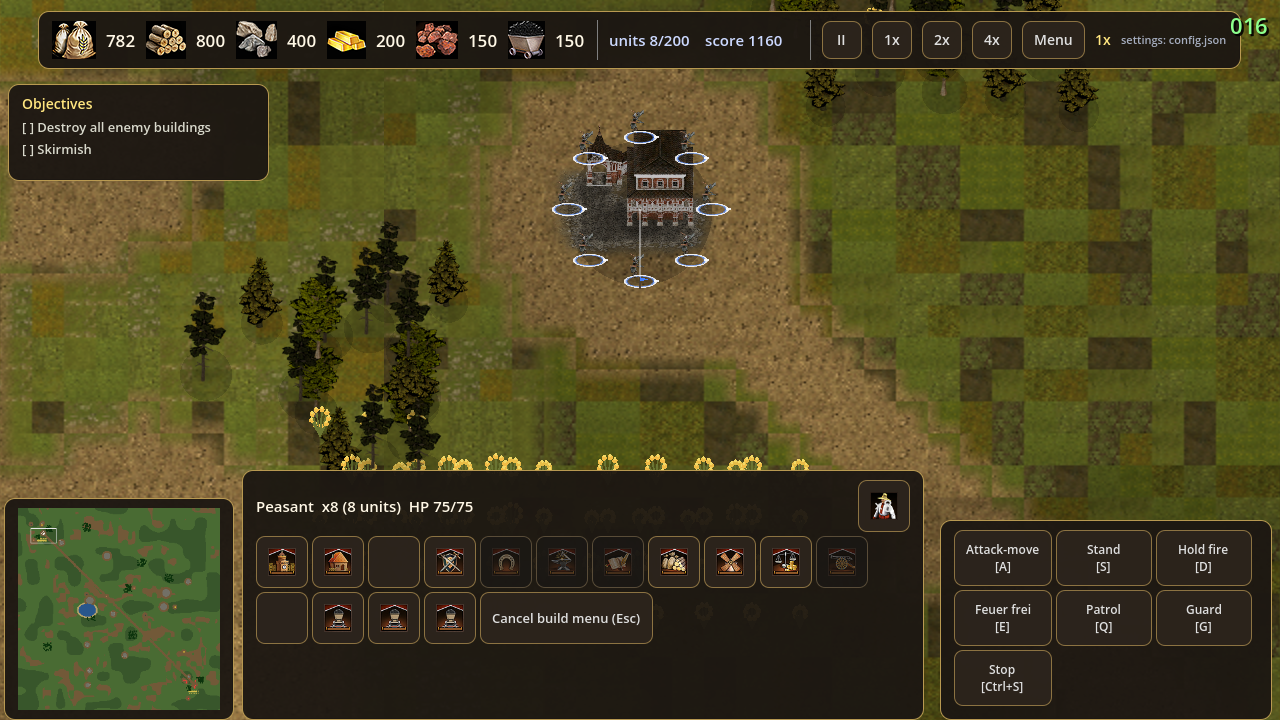 782 800 400 200 150 150 units 8/200 score 1160 II 1x 2x 4x Menu 1x settings: config.json 016
Objectives
[ ] Destroy all enemy buildings
[ ] Skirmish
Peasant x8 (8 units) HP 75/75
Cancel build menu (Esc)
Attack-move
[A]
Stand
[S]
Hold fire
[D]
Feuer frei
[E]
Patrol
[Q]
Guard
[G]
Stop
[Ctrl+S]